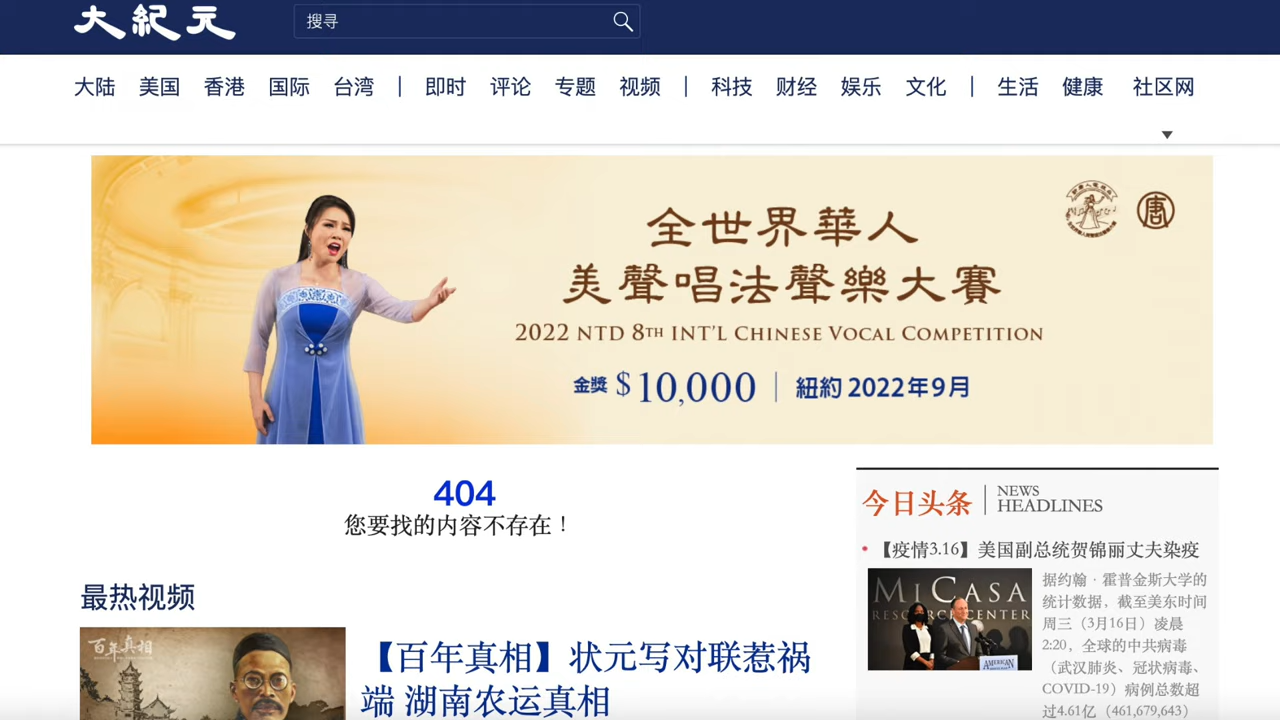 大紀元
搜寻
大陆 美国 香港 国际 台湾 | 即时 评论 专题 视频 | 科技 财经 娱乐 文化 | 生活 健康 社区网
全世界華人
美聲唱法聲樂大賽
唐
2022 NTD 8TH INT'L CHINESE VOCAL COMPETITION
金獎 $10,000 | 紐約 2022年9月
404
您要找的内容不存在！
最热视频
百年真相
【百年真相】状元写对联惹祸
端 湖南农运真相
今日头条
NEWS
HEADLINES
【疫情3.16】美国副总统贺锦丽丈夫染疫
MICASA
RESOURCE CENTER
AMERICAN
据约翰·霍普金斯大学的
统计数据，截至美东时间
周三（3月16日）凌晨
2:20，全球的中共病毒
（武汉肺炎、冠状病毒、
COVID-19）病例总数超
过4.61亿（461,679,643）